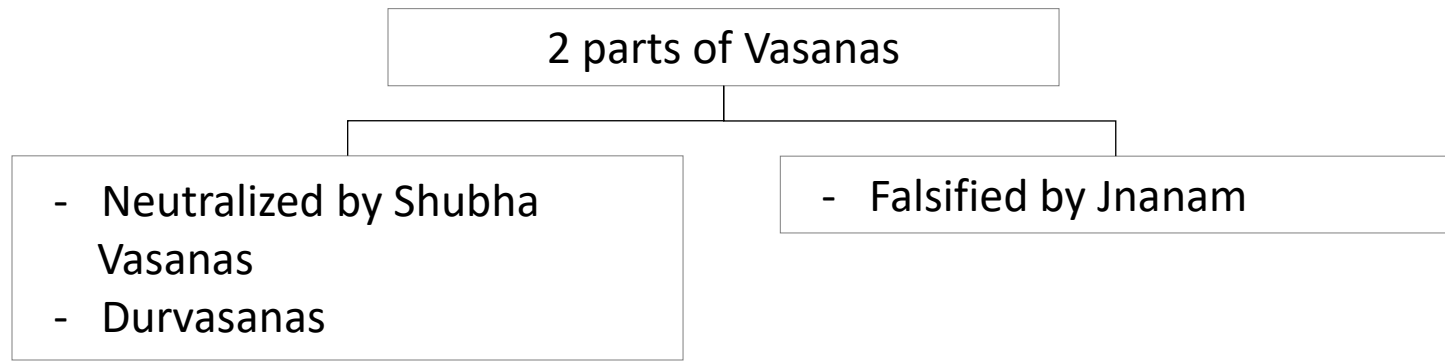 2 parts of Vasanas
- Neutralized by Shubha
Vasanas
- Durvasanas
- Falsified by Jnanam